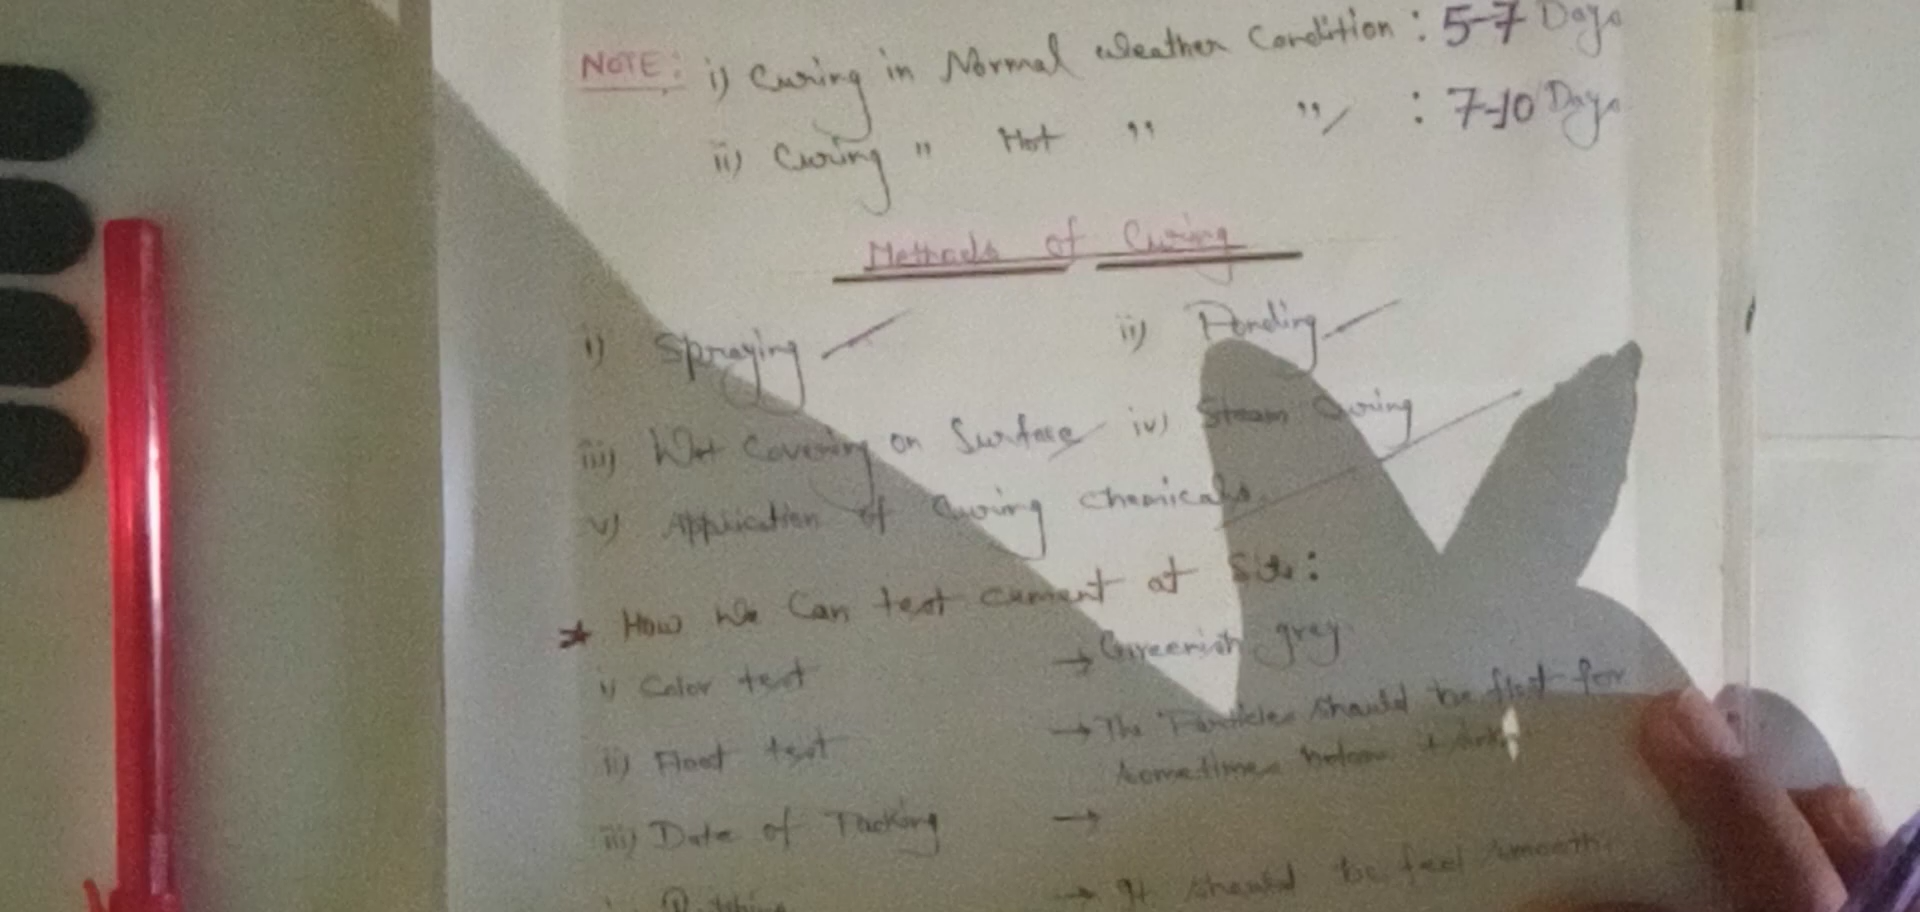 NOTE: i) Curing in Normal weather Condition : 5-7 Days
ii) Curing " Hot " " : 7-10 Days
Methods of Curing
i) Spraying ii) Ponding
iii) Wet Covering on Surface iv) Steam Curing
v) Application of Curing Chemicals
* How We Can test cement at Site:
i) Color test → Greenish grey
ii) Float test → The Particles should be float for
sometimes before it sink
iii) Date of Packing →
→ It should be feel smooth.